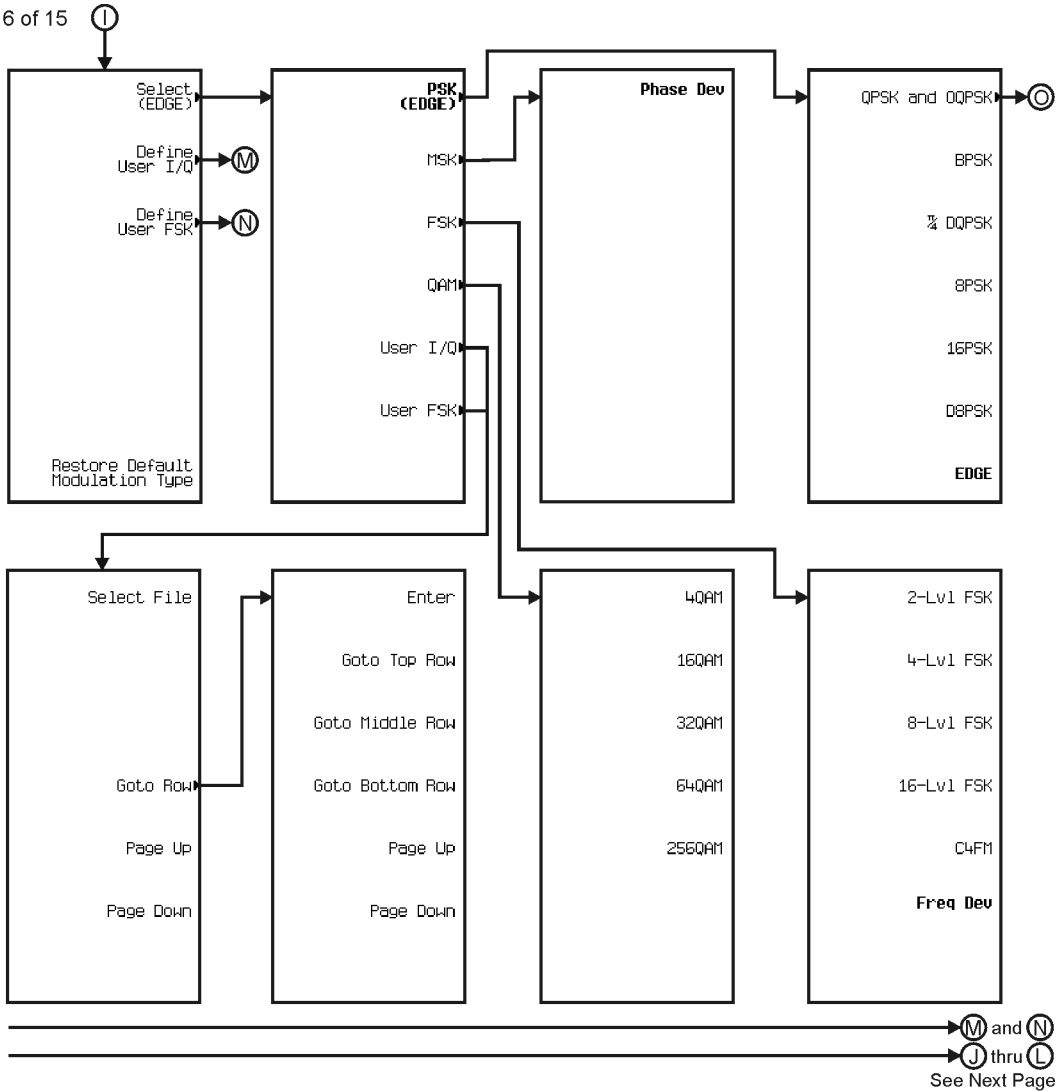 6 of 15
I
Select
(EDGE)
Define
User I/Q
M
Define
User FSK
N
Restore Default
Modulation Type
PSK
(EDGE)
MSK
FSK
QAM
User I/Q
User FSK
Phase Dev
QPSK and OQPSK
O
BPSK
π/4 DQPSK
8PSK
16PSK
D8PSK
EDGE
Select File
Goto Row
Page Up
Page Down
Enter
Goto Top Row
Goto Middle Row
Goto Bottom Row
Page Up
Page Down
4QAM
16QAM
32QAM
64QAM
256QAM
2-Lvl FSK
4-Lvl FSK
8-Lvl FSK
16-Lvl FSK
C4FM
Freq Dev
M and N
J thru L
See Next Page